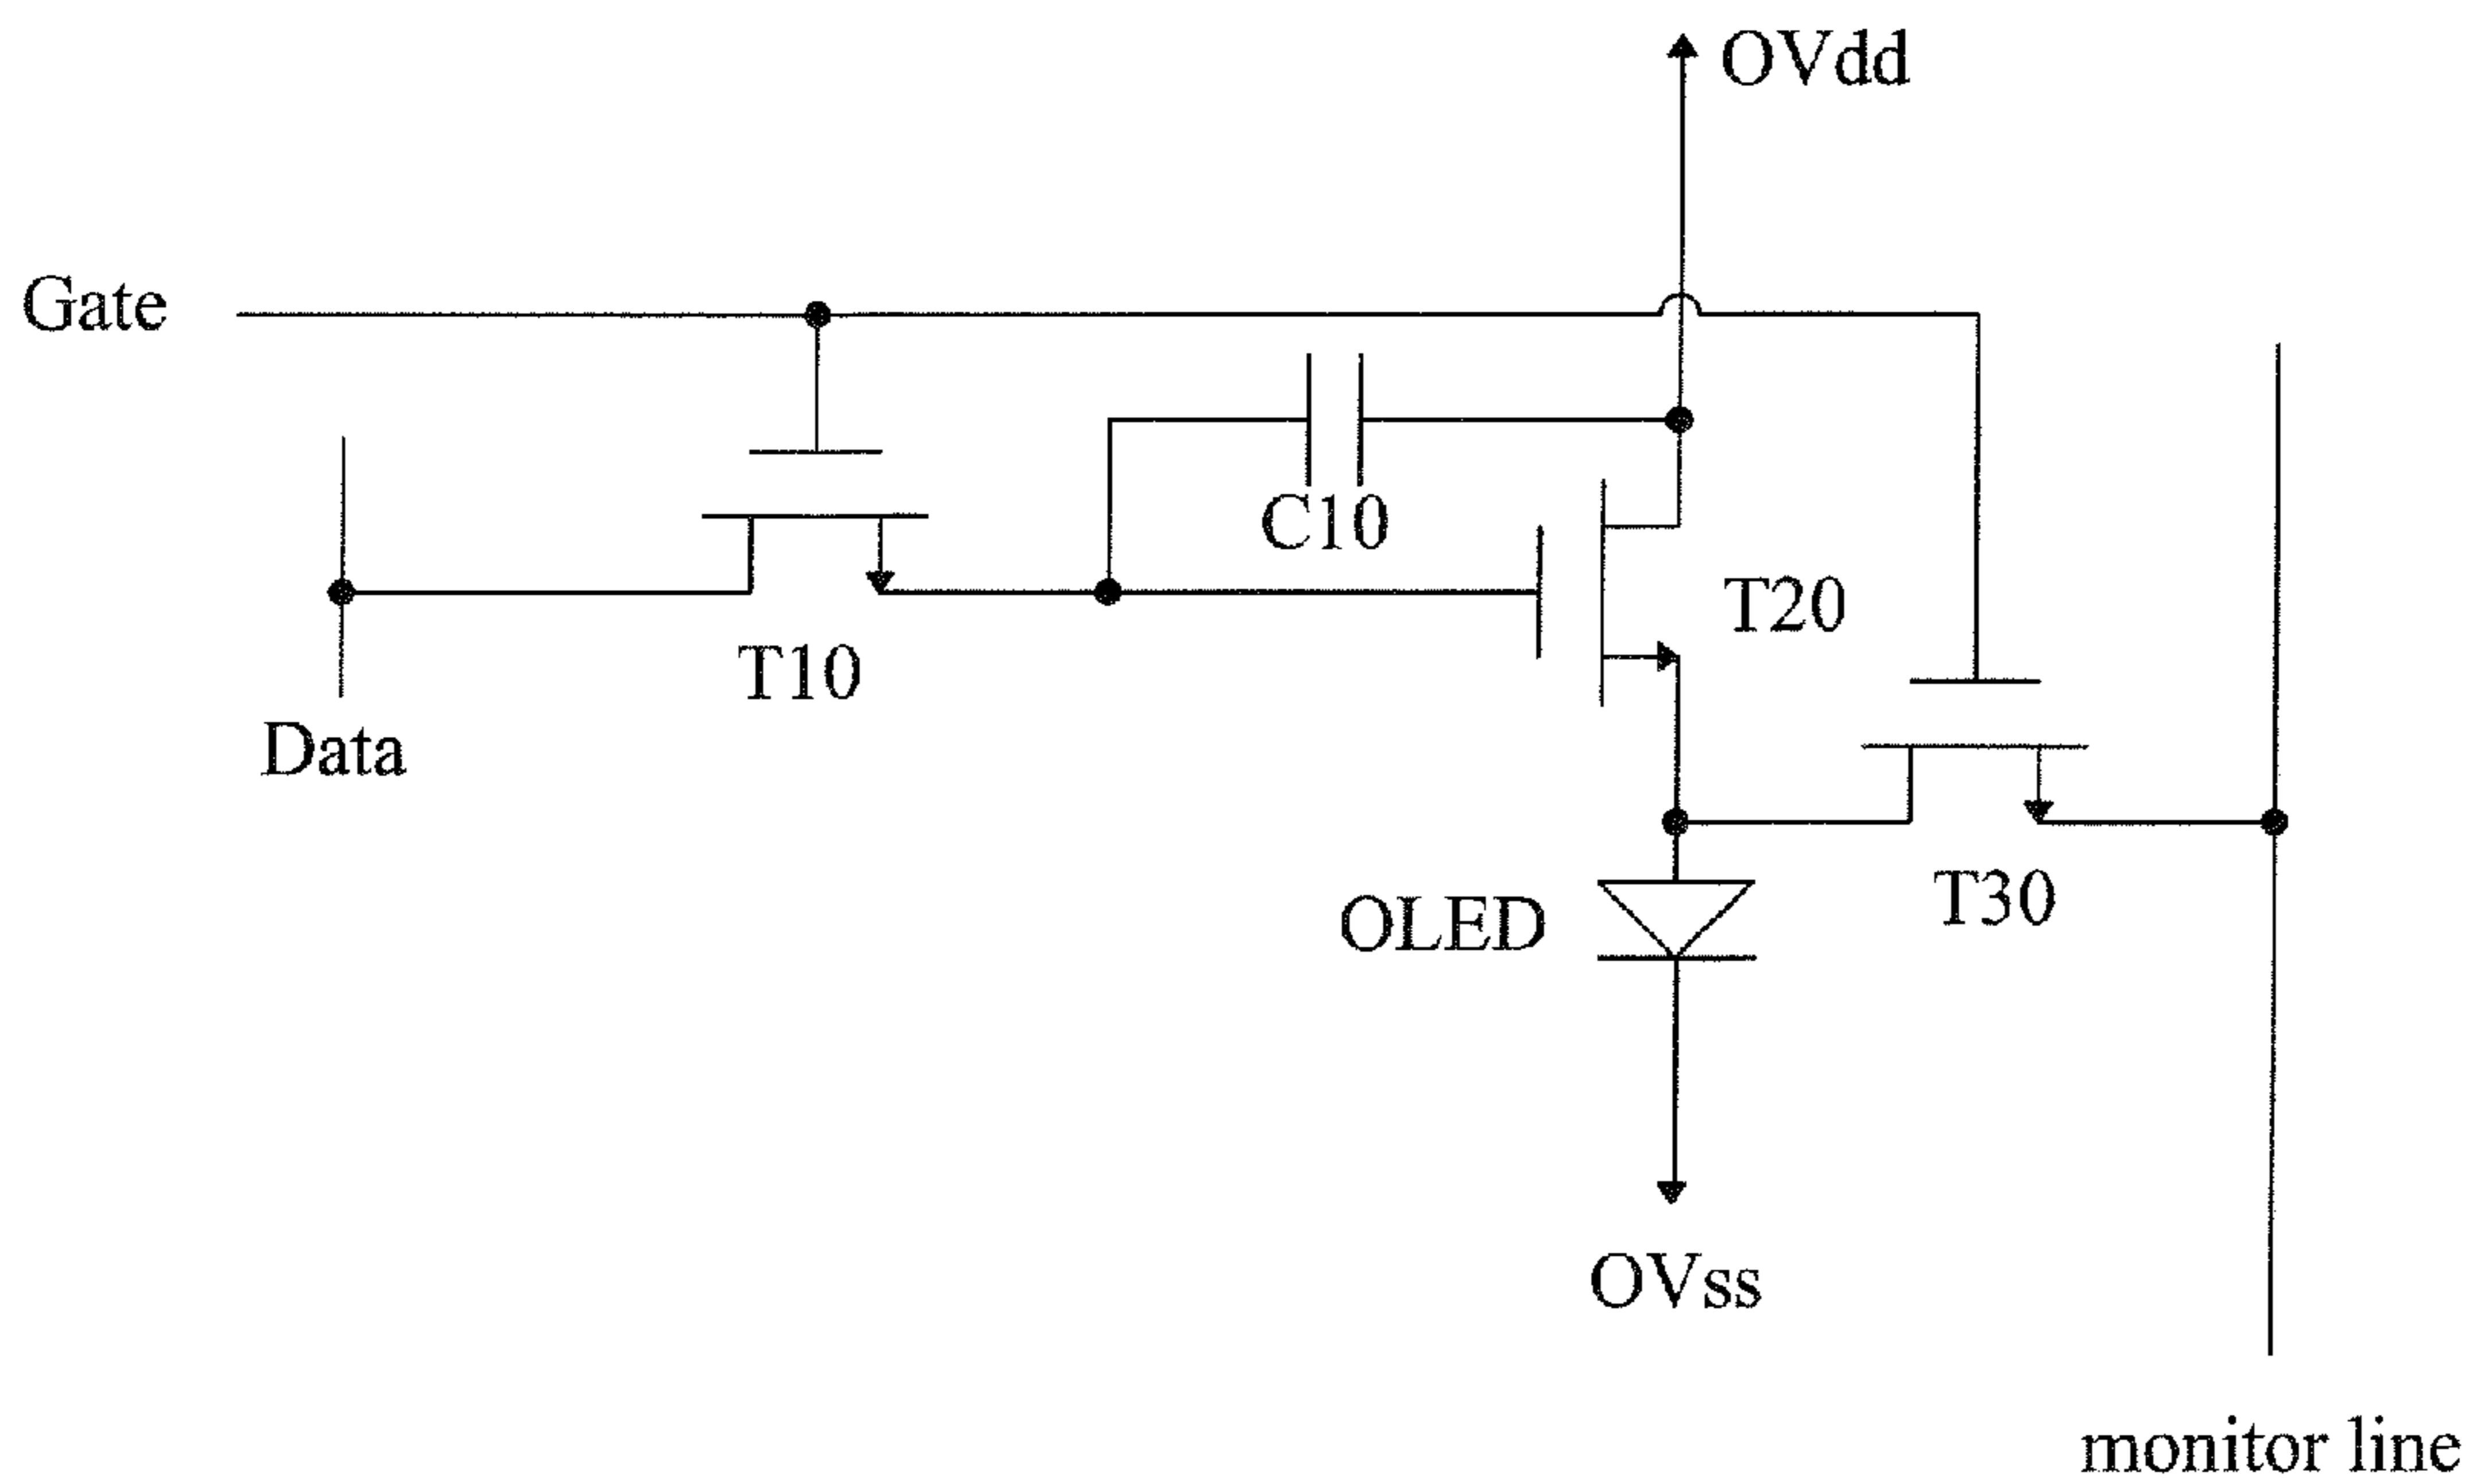 OVdd
Gate
C10
T20
T10
Data
T30
OLED
OVss
monitor line